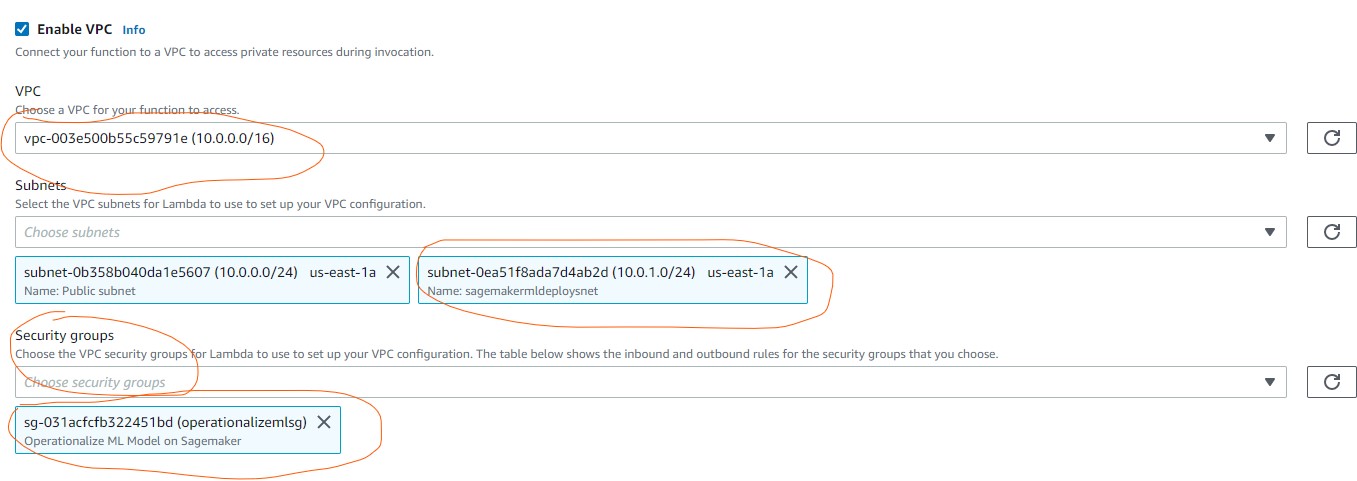 Enable VPC Info
Connect your function to a VPC to access private resources during invocation.
VPC
Choose a VPC for your function to access.
vpc-003e500b55c59791e (10.0.0.0/16)
Subnets
Select the VPC subnets for Lambda to use to set up your VPC configuration.
Choose subnets
subnet-0b358b040da1e5607 (10.0.0.0/24) us-east-1a
Name: Public subnet
subnet-0ea51f8ada7d4ab2d (10.0.1.0/24) us-east-1a
Name: sagemakermldeploysnet
Security groups
Choose the VPC security groups for Lambda to use to set up your VPC configuration. The table below shows the inbound and outbound rules for the security groups that you choose.
Choose security groups
sg-031acfcfb322451bd (operationalizemlsg)
Operationalize ML Model on Sagemaker